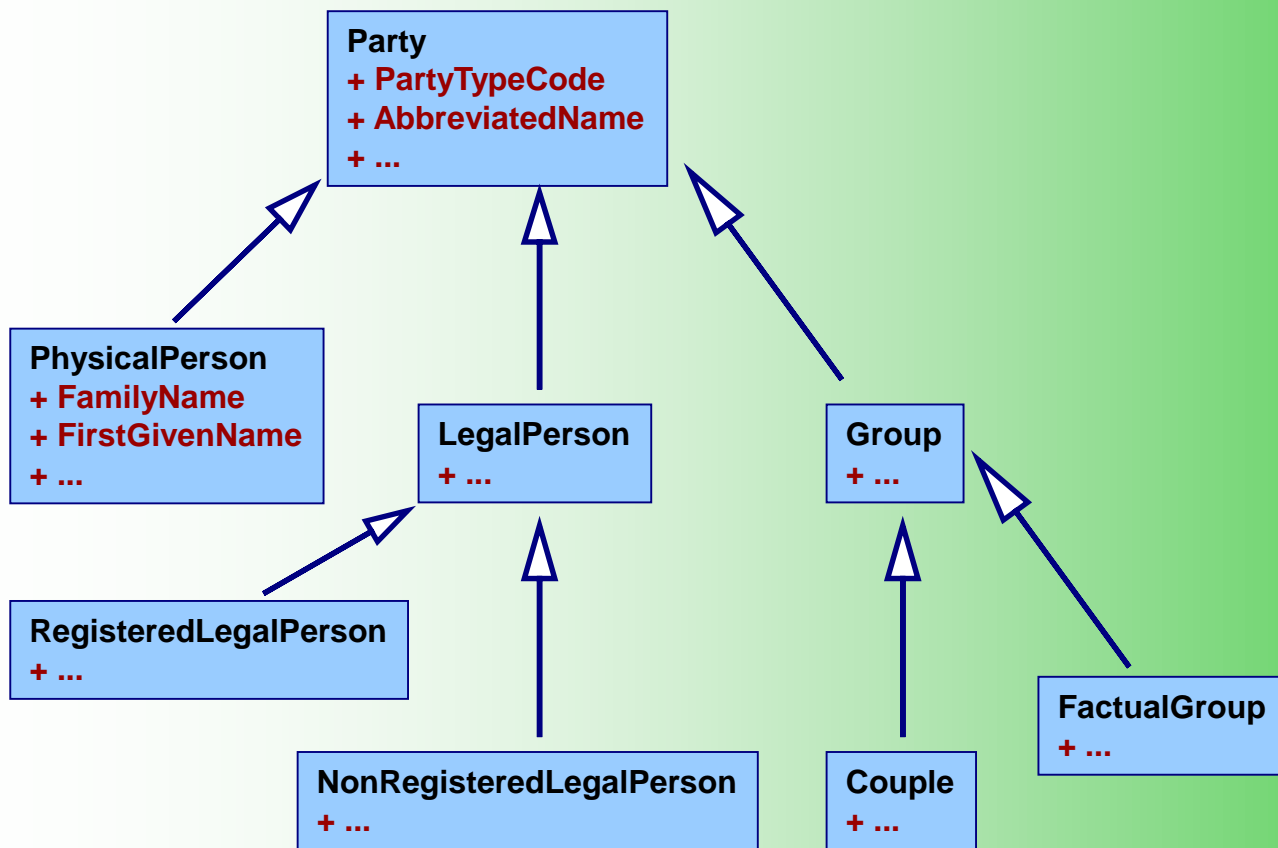 Party
+ PartyTypeCode
+ AbbreviatedName
+ ...
PhysicalPerson
+ FamilyName
+ FirstGivenName
+ ...
LegalPerson
+ ...
Group
+ ...
RegisteredLegalPerson
+ ...
NonRegisteredLegalPerson
+ ...
Couple
+ ...
FactualGroup
+ ...